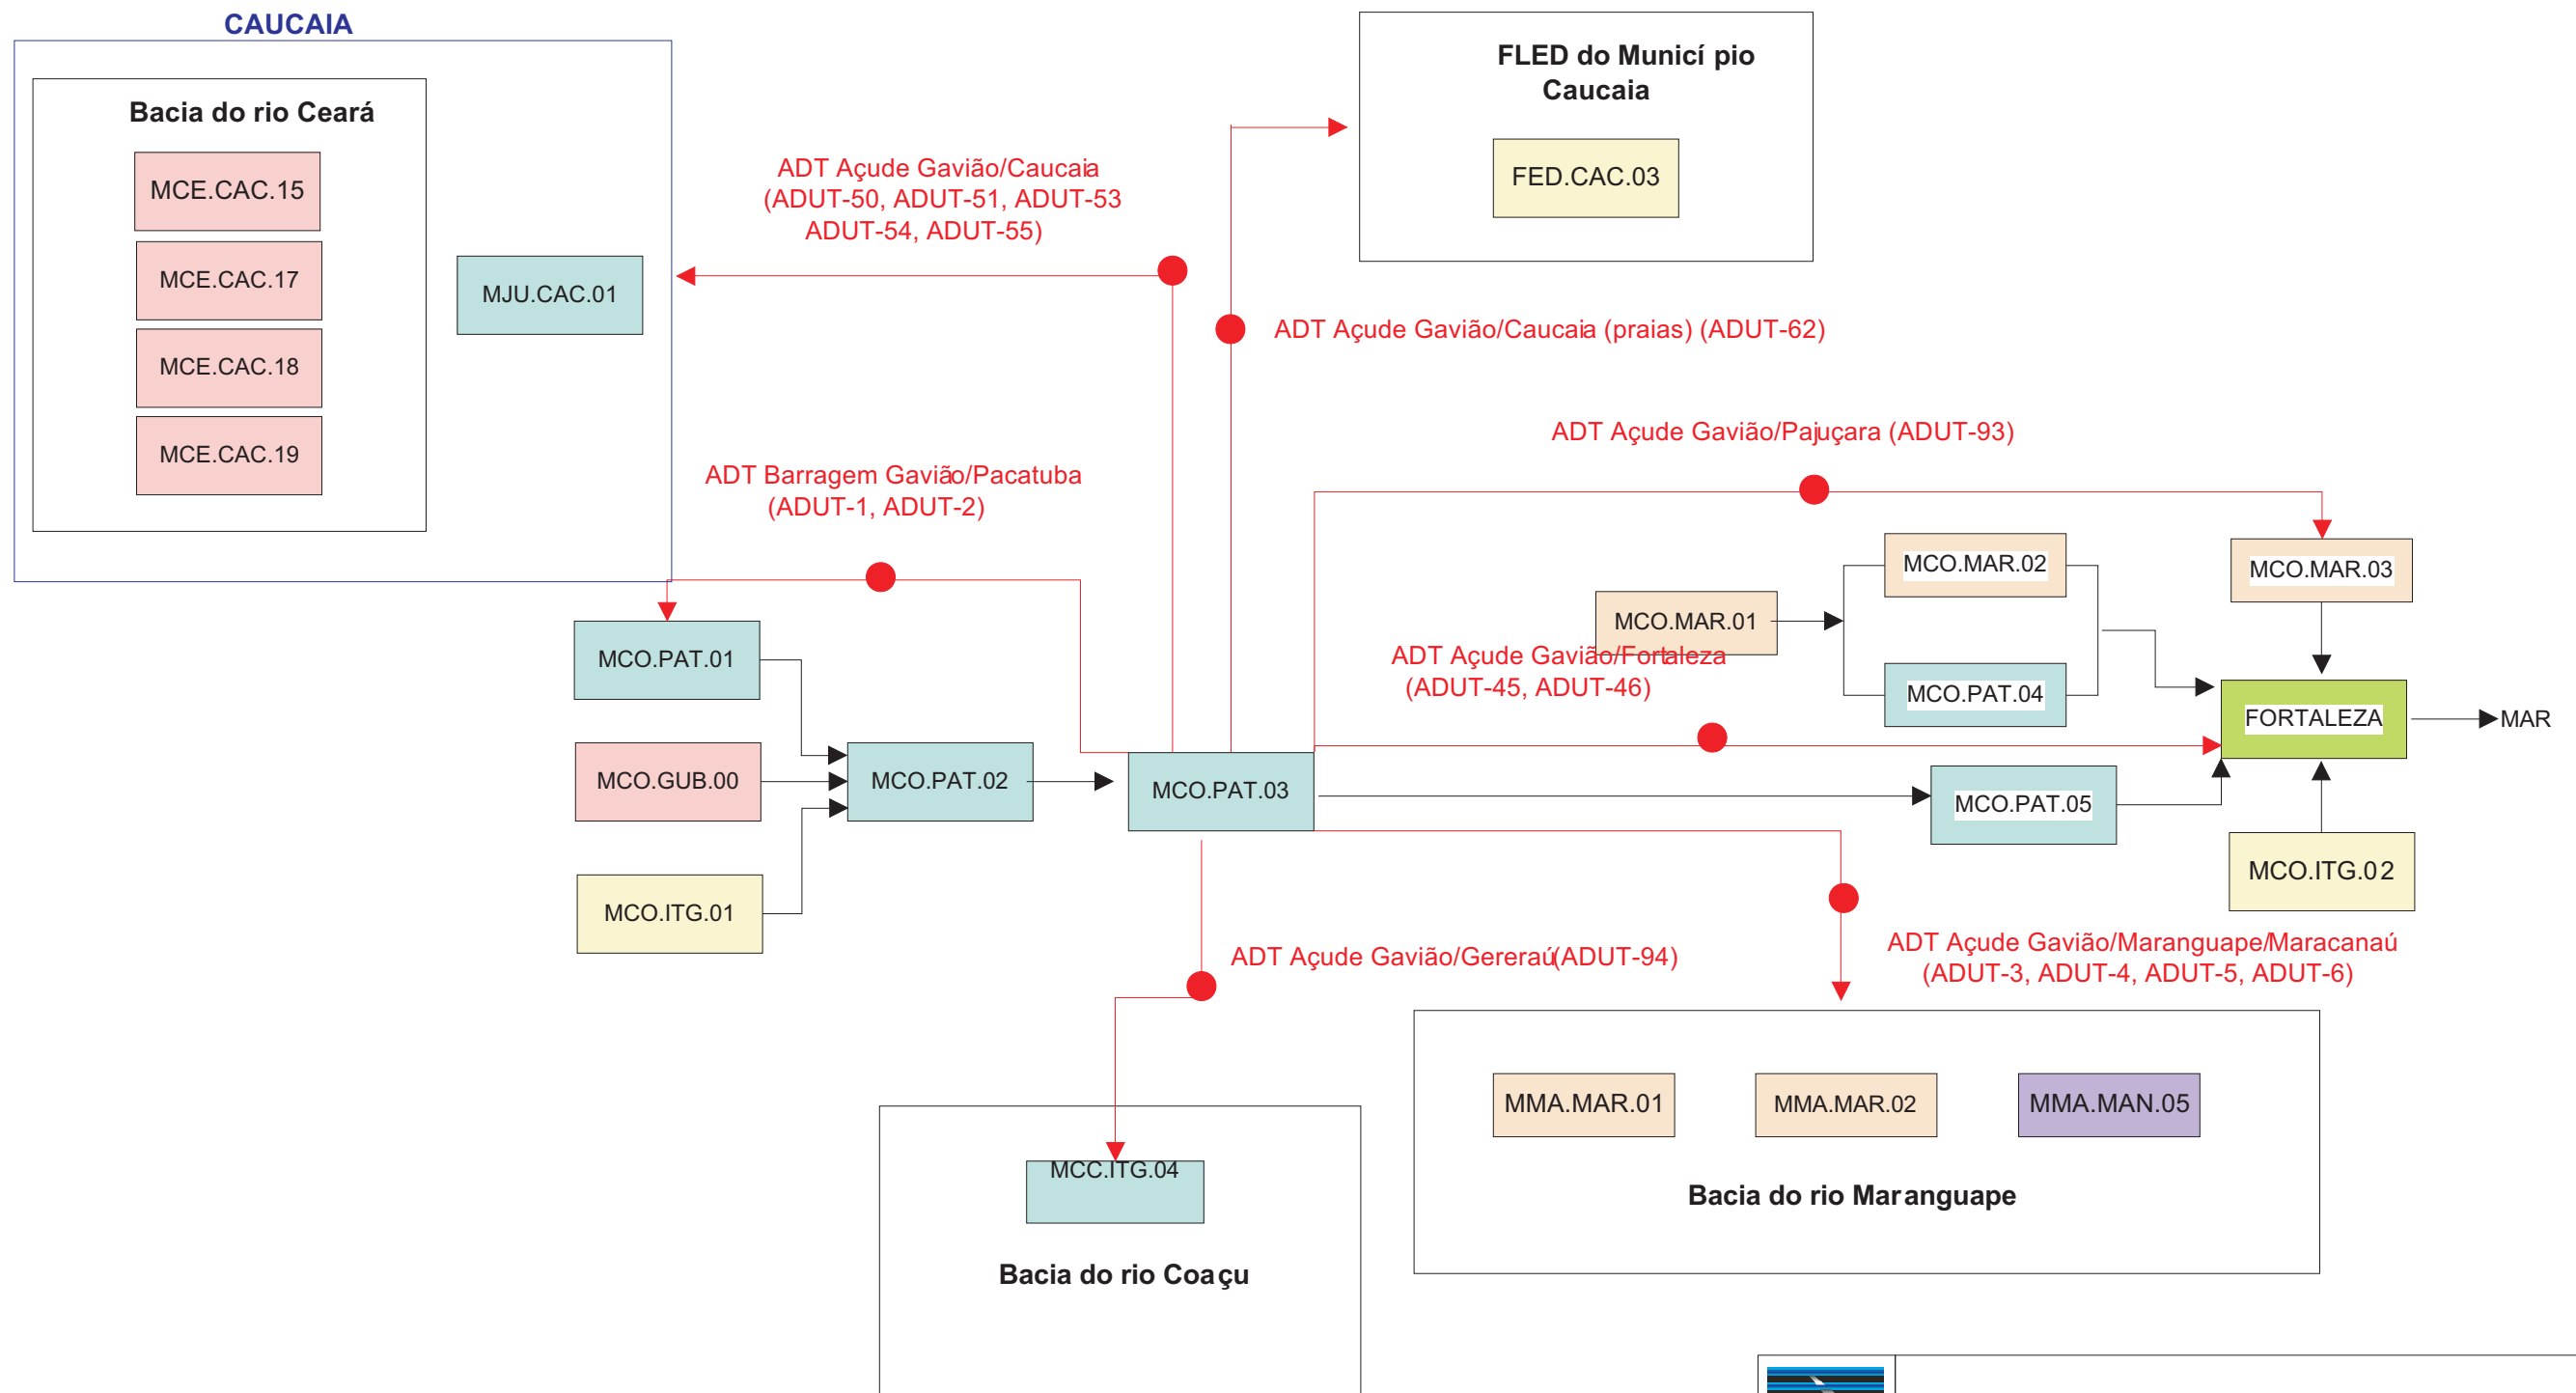 CAUCAIA
Bacia do rio Ceará
MCE.CAC.15
MCE.CAC.17
MCE.CAC.18
MCE.CAC.19
MJU.CAC.01
ADT Açude Gavião/Caucaia
(ADUT-50, ADUT-51, ADUT-53
ADUT-54, ADUT-55)
FLED do Municí pio
Caucaia
FED.CAC.03
ADT Açude Gavião/Caucaia (praias) (ADUT-62)
ADT Açude Gavião/Pajuçara (ADUT-93)
ADT Barragem Gavião/Pacatuba
(ADUT-1, ADUT-2)
MCO.PAT.01
MCO.GUB.00
MCO.ITG.01
MCO.PAT.02
MCO.PAT.03
MCO.MAR.01
MCO.MAR.02
MCO.PAT.04
MCO.MAR.03
ADT Açude Gavião/Fortaleza
(ADUT-45, ADUT-46)
FORTALEZA
MAR
MCO.PAT.05
MCO.ITG.02
ADT Açude Gavião/Gereraú(ADUT-94)
ADT Açude Gavião/Maranguape/Maracanaú
(ADUT-3, ADUT-4, ADUT-5, ADUT-6)
MCC.ITG.04
Bacia do rio Coaçu
MMA.MAR.01
MMA.MAR.02
MMA.MAN.05
Bacia do rio Maranguape